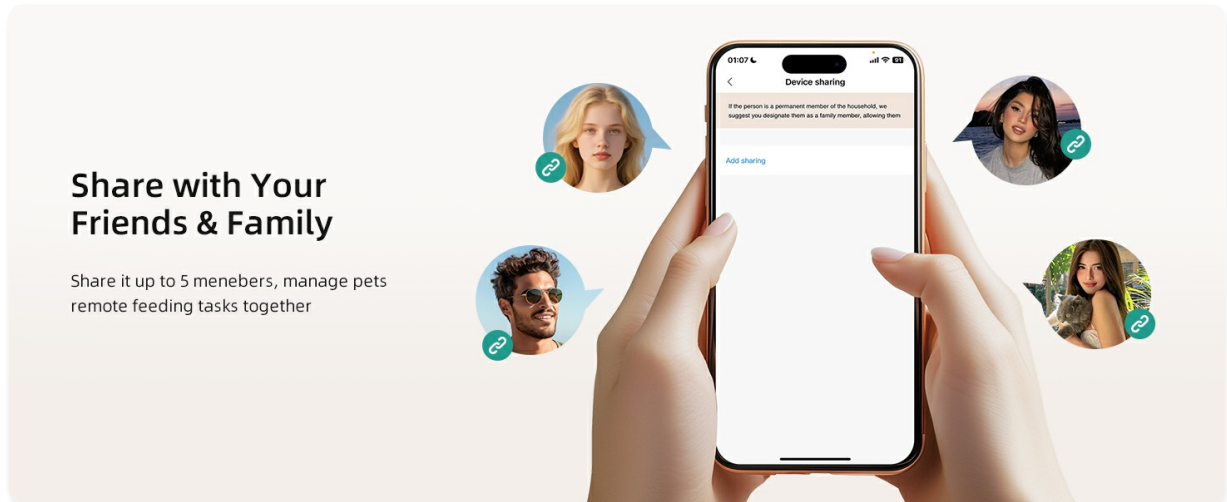 Share with Your
Friends & Family
Share it up to 5 menebers, manage pets
remote feeding tasks together
01:07
91
Device sharing
If the person is a permanent member of the household, we
suggest you designate them as a family member, allowing them
Add sharing